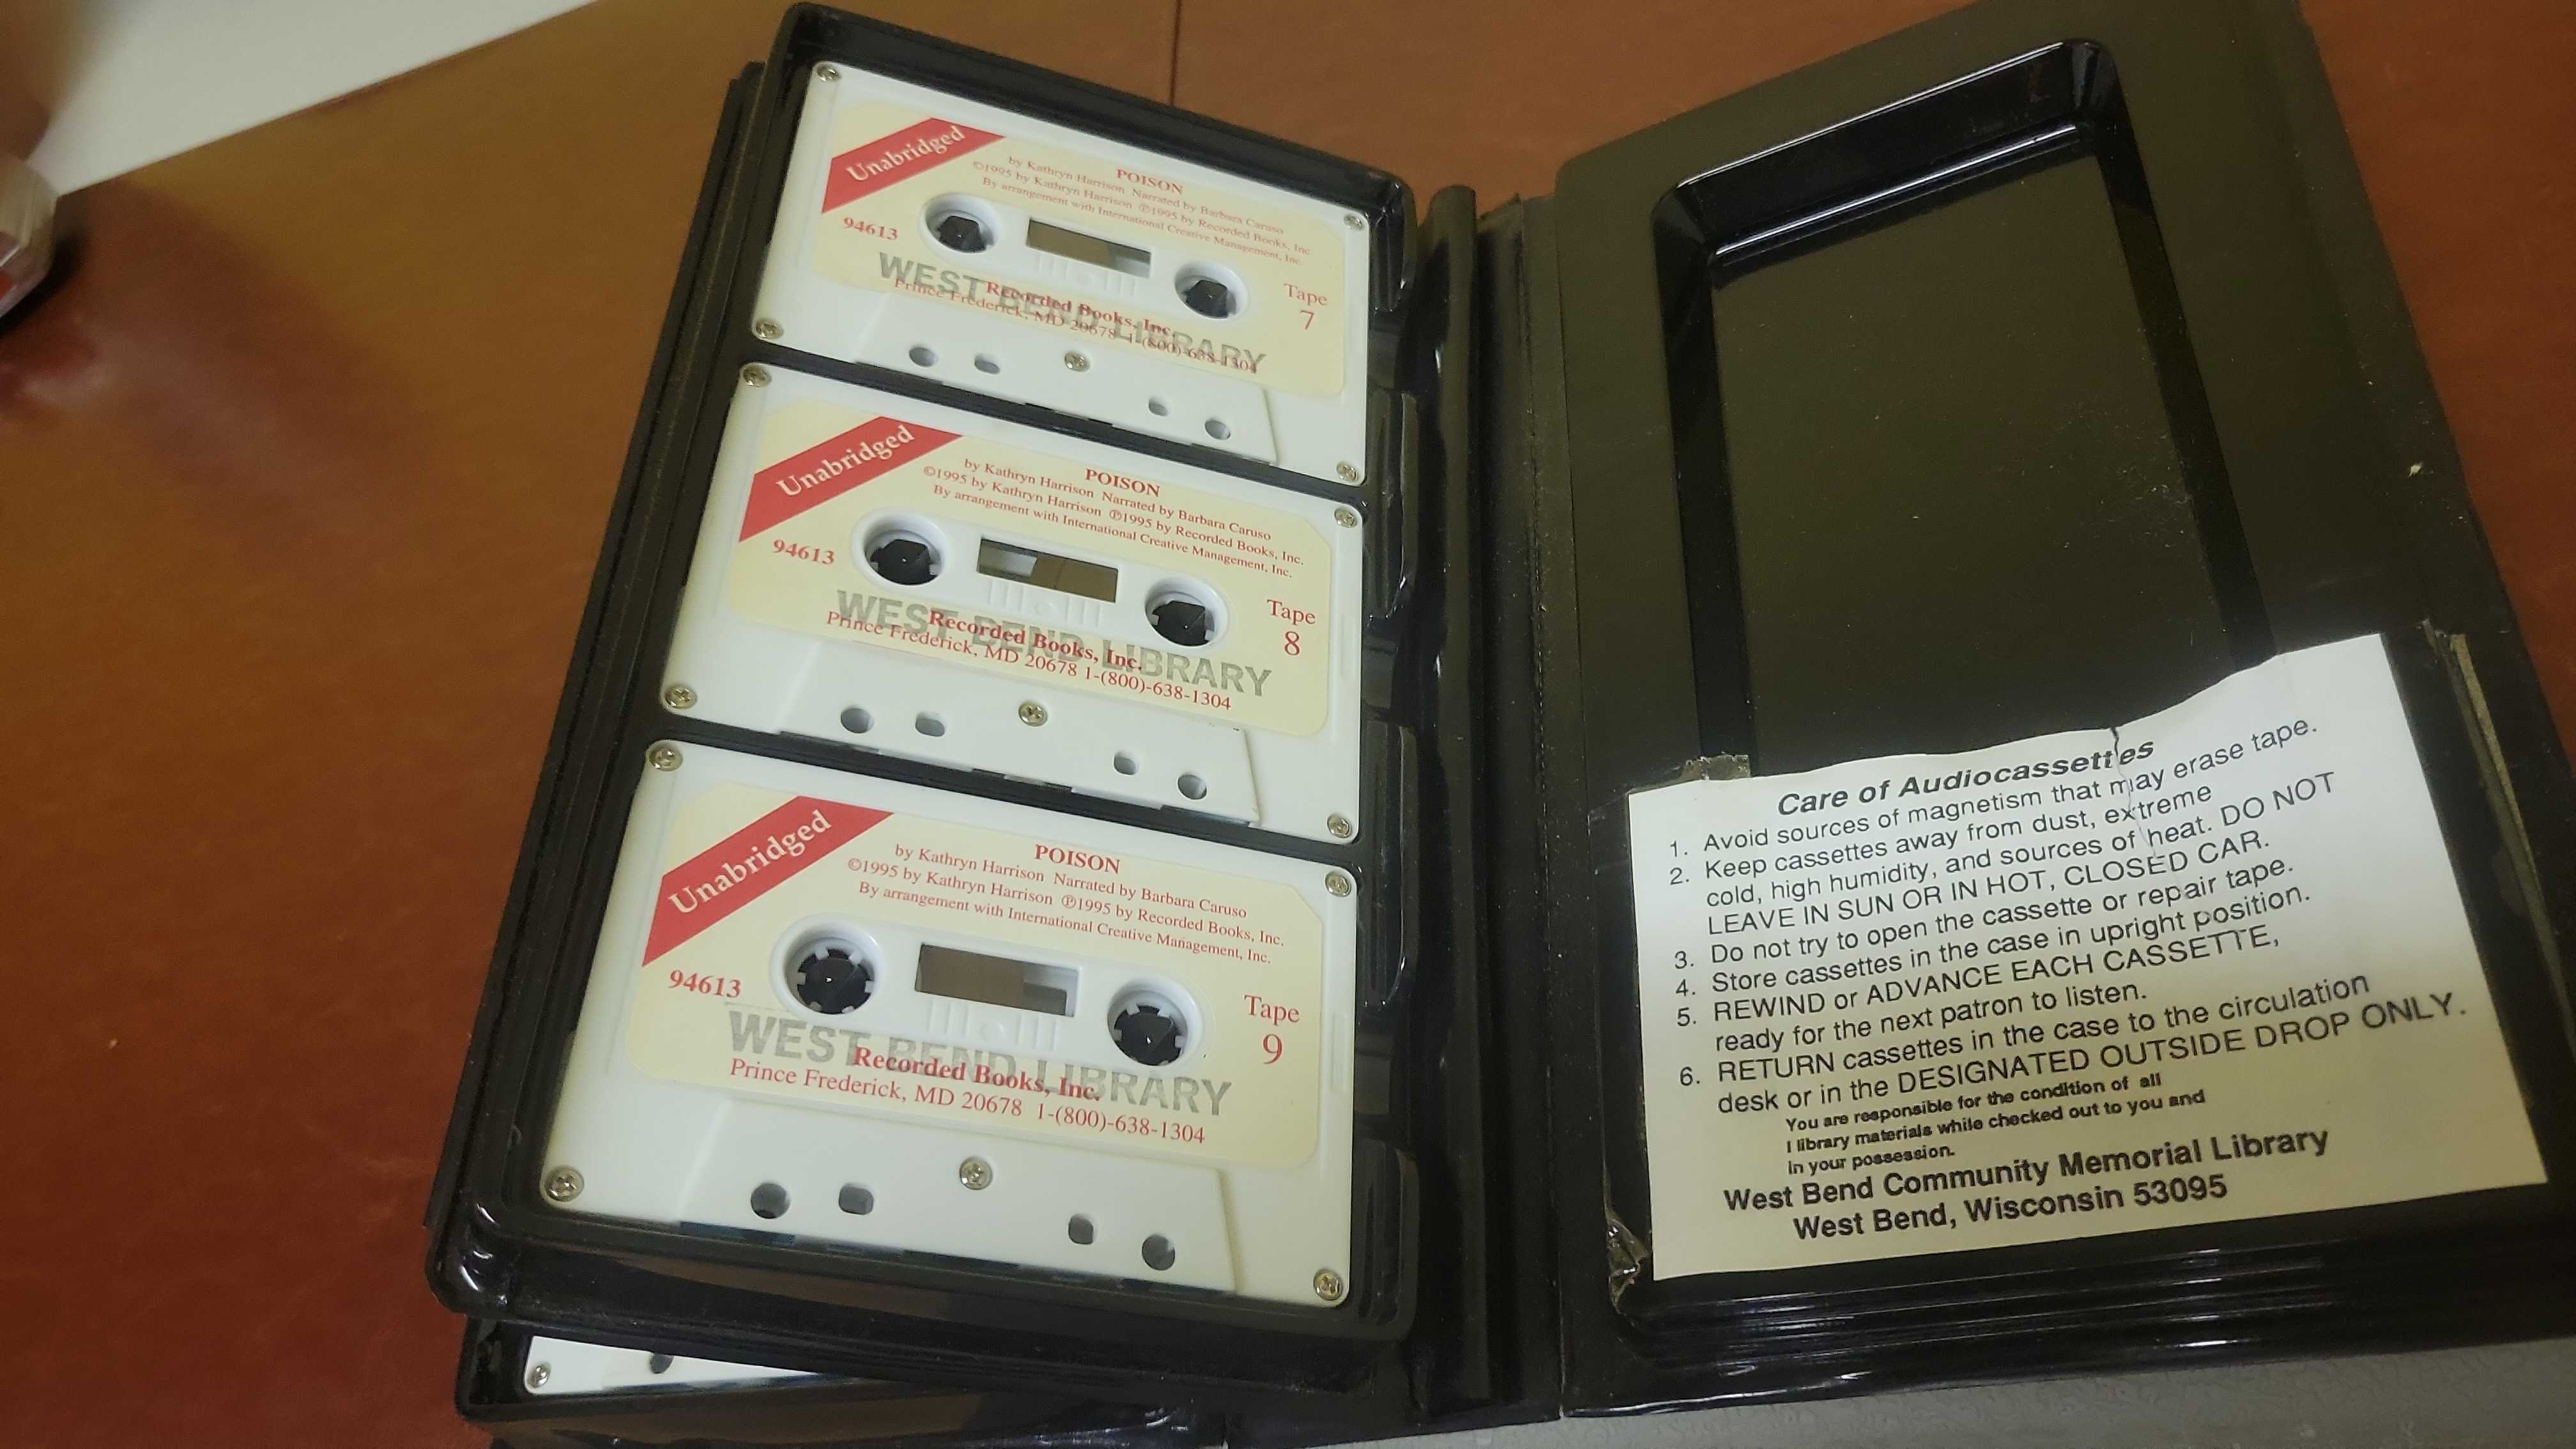 Unabridged
POISON
by Kathryn Harrison Narrated by Barbara Caruso
©1995 by Kathryn Harrison ℗1995 by Recorded Books, Inc
By arrangement with International Creative Management, Inc.
94613
Tape
7
WEST BEND LIBRARY
Recorded Books, Inc.
Prince Frederick, MD 20678 1-(800)-638-1304
Unabridged
POISON
by Kathryn Harrison Narrated by Barbara Caruso
©1995 by Kathryn Harrison ℗1995 by Recorded Books, Inc.
By arrangement with International Creative Management, Inc.
94613
Tape
8
WEST BEND LIBRARY
Recorded Books, Inc.
Prince Frederick, MD 20678 1-(800)-638-1304
Unabridged
POISON
by Kathryn Harrison Narrated by Barbara Caruso
©1995 by Kathryn Harrison ℗1995 by Recorded Books, Inc.
By arrangement with International Creative Management, Inc.
94613
Tape
9
WEST BEND LIBRARY
Recorded Books, Inc.
Prince Frederick, MD 20678 1-(800)-638-1304
Care of Audiocassettes
1. Avoid sources of magnetism that may erase tape.
2. Keep cassettes away from dust, extreme
cold, high humidity, and sources of heat. DO NOT
LEAVE IN SUN OR IN HOT, CLOSED CAR.
3. Do not try to open the cassette or repair tape.
4. Store cassettes in the case in upright position.
5. REWIND or ADVANCE EACH CASSETTE,
ready for the next patron to listen.
6. RETURN cassettes in the case to the circulation
desk or in the DESIGNATED OUTSIDE DROP ONLY.
You are responsible for the condition of all
l library materials while checked out to you and
in your possession.
West Bend Community Memorial Library
West Bend, Wisconsin 53095